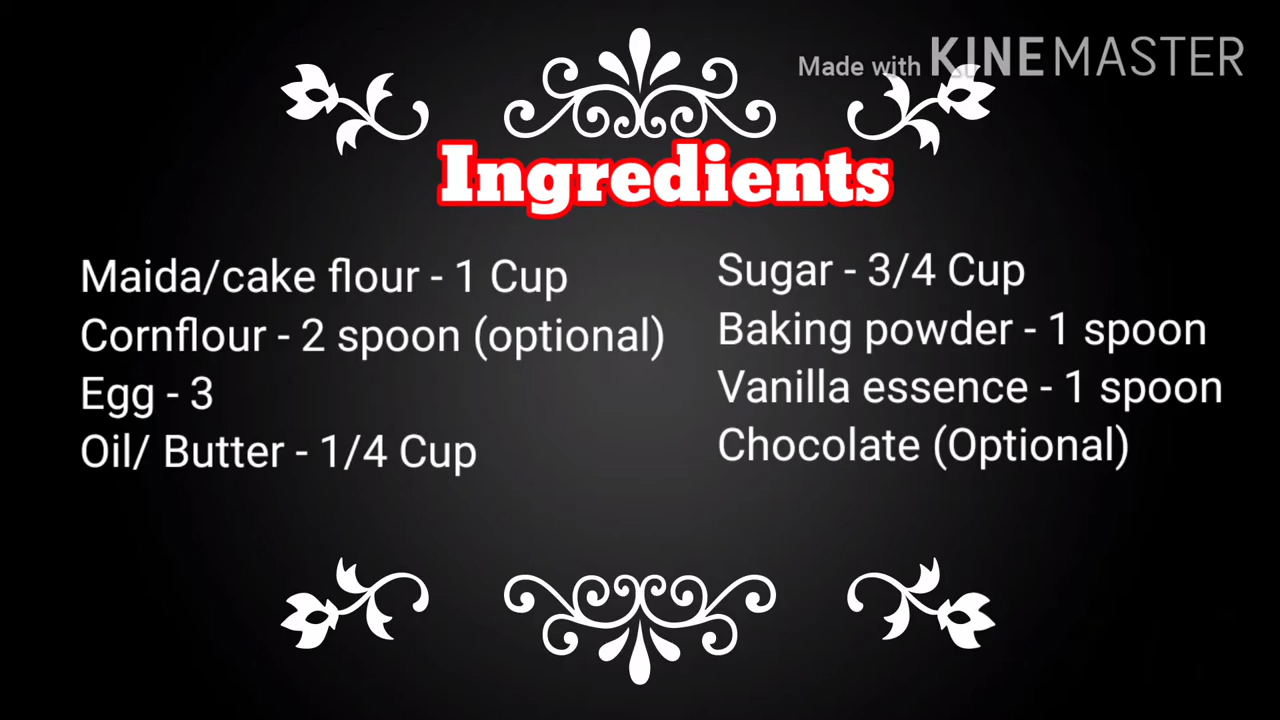 Made with KINEMASTER
Ingredients
Maida/cake flour - 1 Cup
Cornflour - 2 spoon (optional)
Egg - 3
Oil/ Butter - 1/4 Cup
Sugar - 3/4 Cup
Baking powder - 1 spoon
Vanilla essence - 1 spoon
Chocolate (Optional)